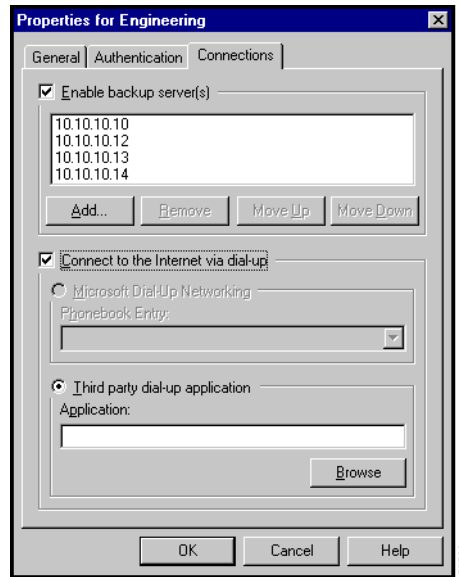 Properties for Engineering
General Authentication Connections
Enable backup server(s)
10.10.10.10
10.10.10.12
10.10.10.13
10.10.10.14
Add... Remove Move Up Move Down
Connect to the Internet via dial-up
Microsoft Dial-Up Networking
Phonebook Entry:
Third party dial-up application
Application:
Browse
OK Cancel Help